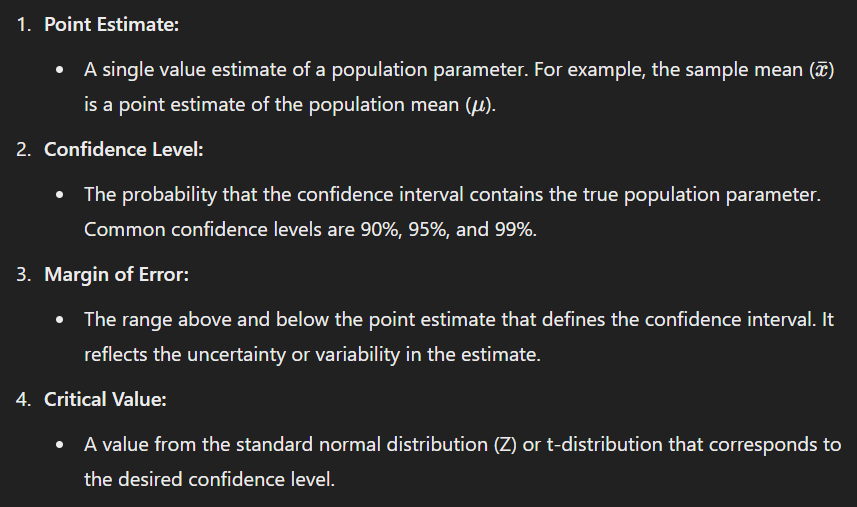 1. Point Estimate:
• A single value estimate of a population parameter. For example, the sample mean (x̄)
is a point estimate of the population mean (μ).
2. Confidence Level:
• The probability that the confidence interval contains the true population parameter.
Common confidence levels are 90%, 95%, and 99%.
3. Margin of Error:
• The range above and below the point estimate that defines the confidence interval. It
reflects the uncertainty or variability in the estimate.
4. Critical Value:
• A value from the standard normal distribution (Z) or t-distribution that corresponds to
the desired confidence level.